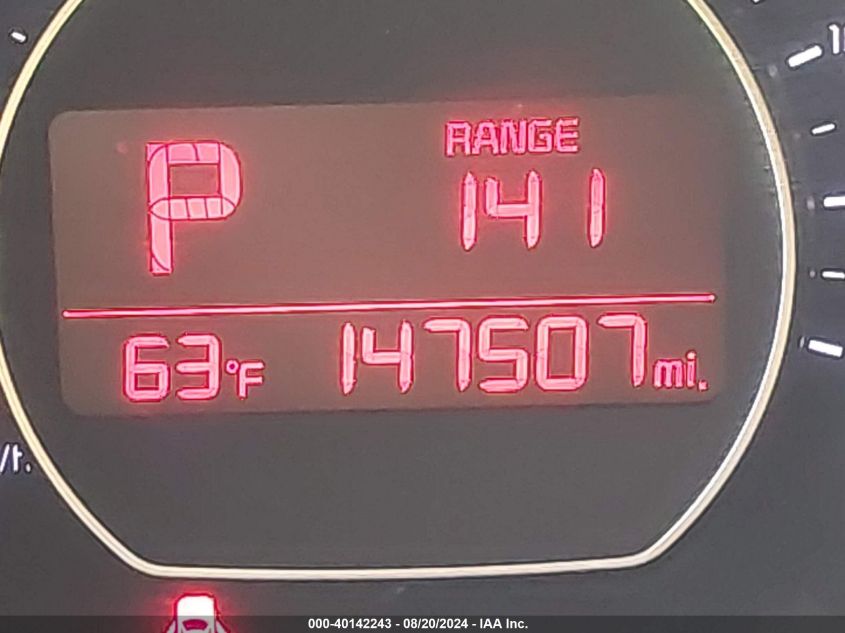 P
RANGE
141
63°F
147507 mi.
000-40142243 - 08/20/2024 - IAA Inc.